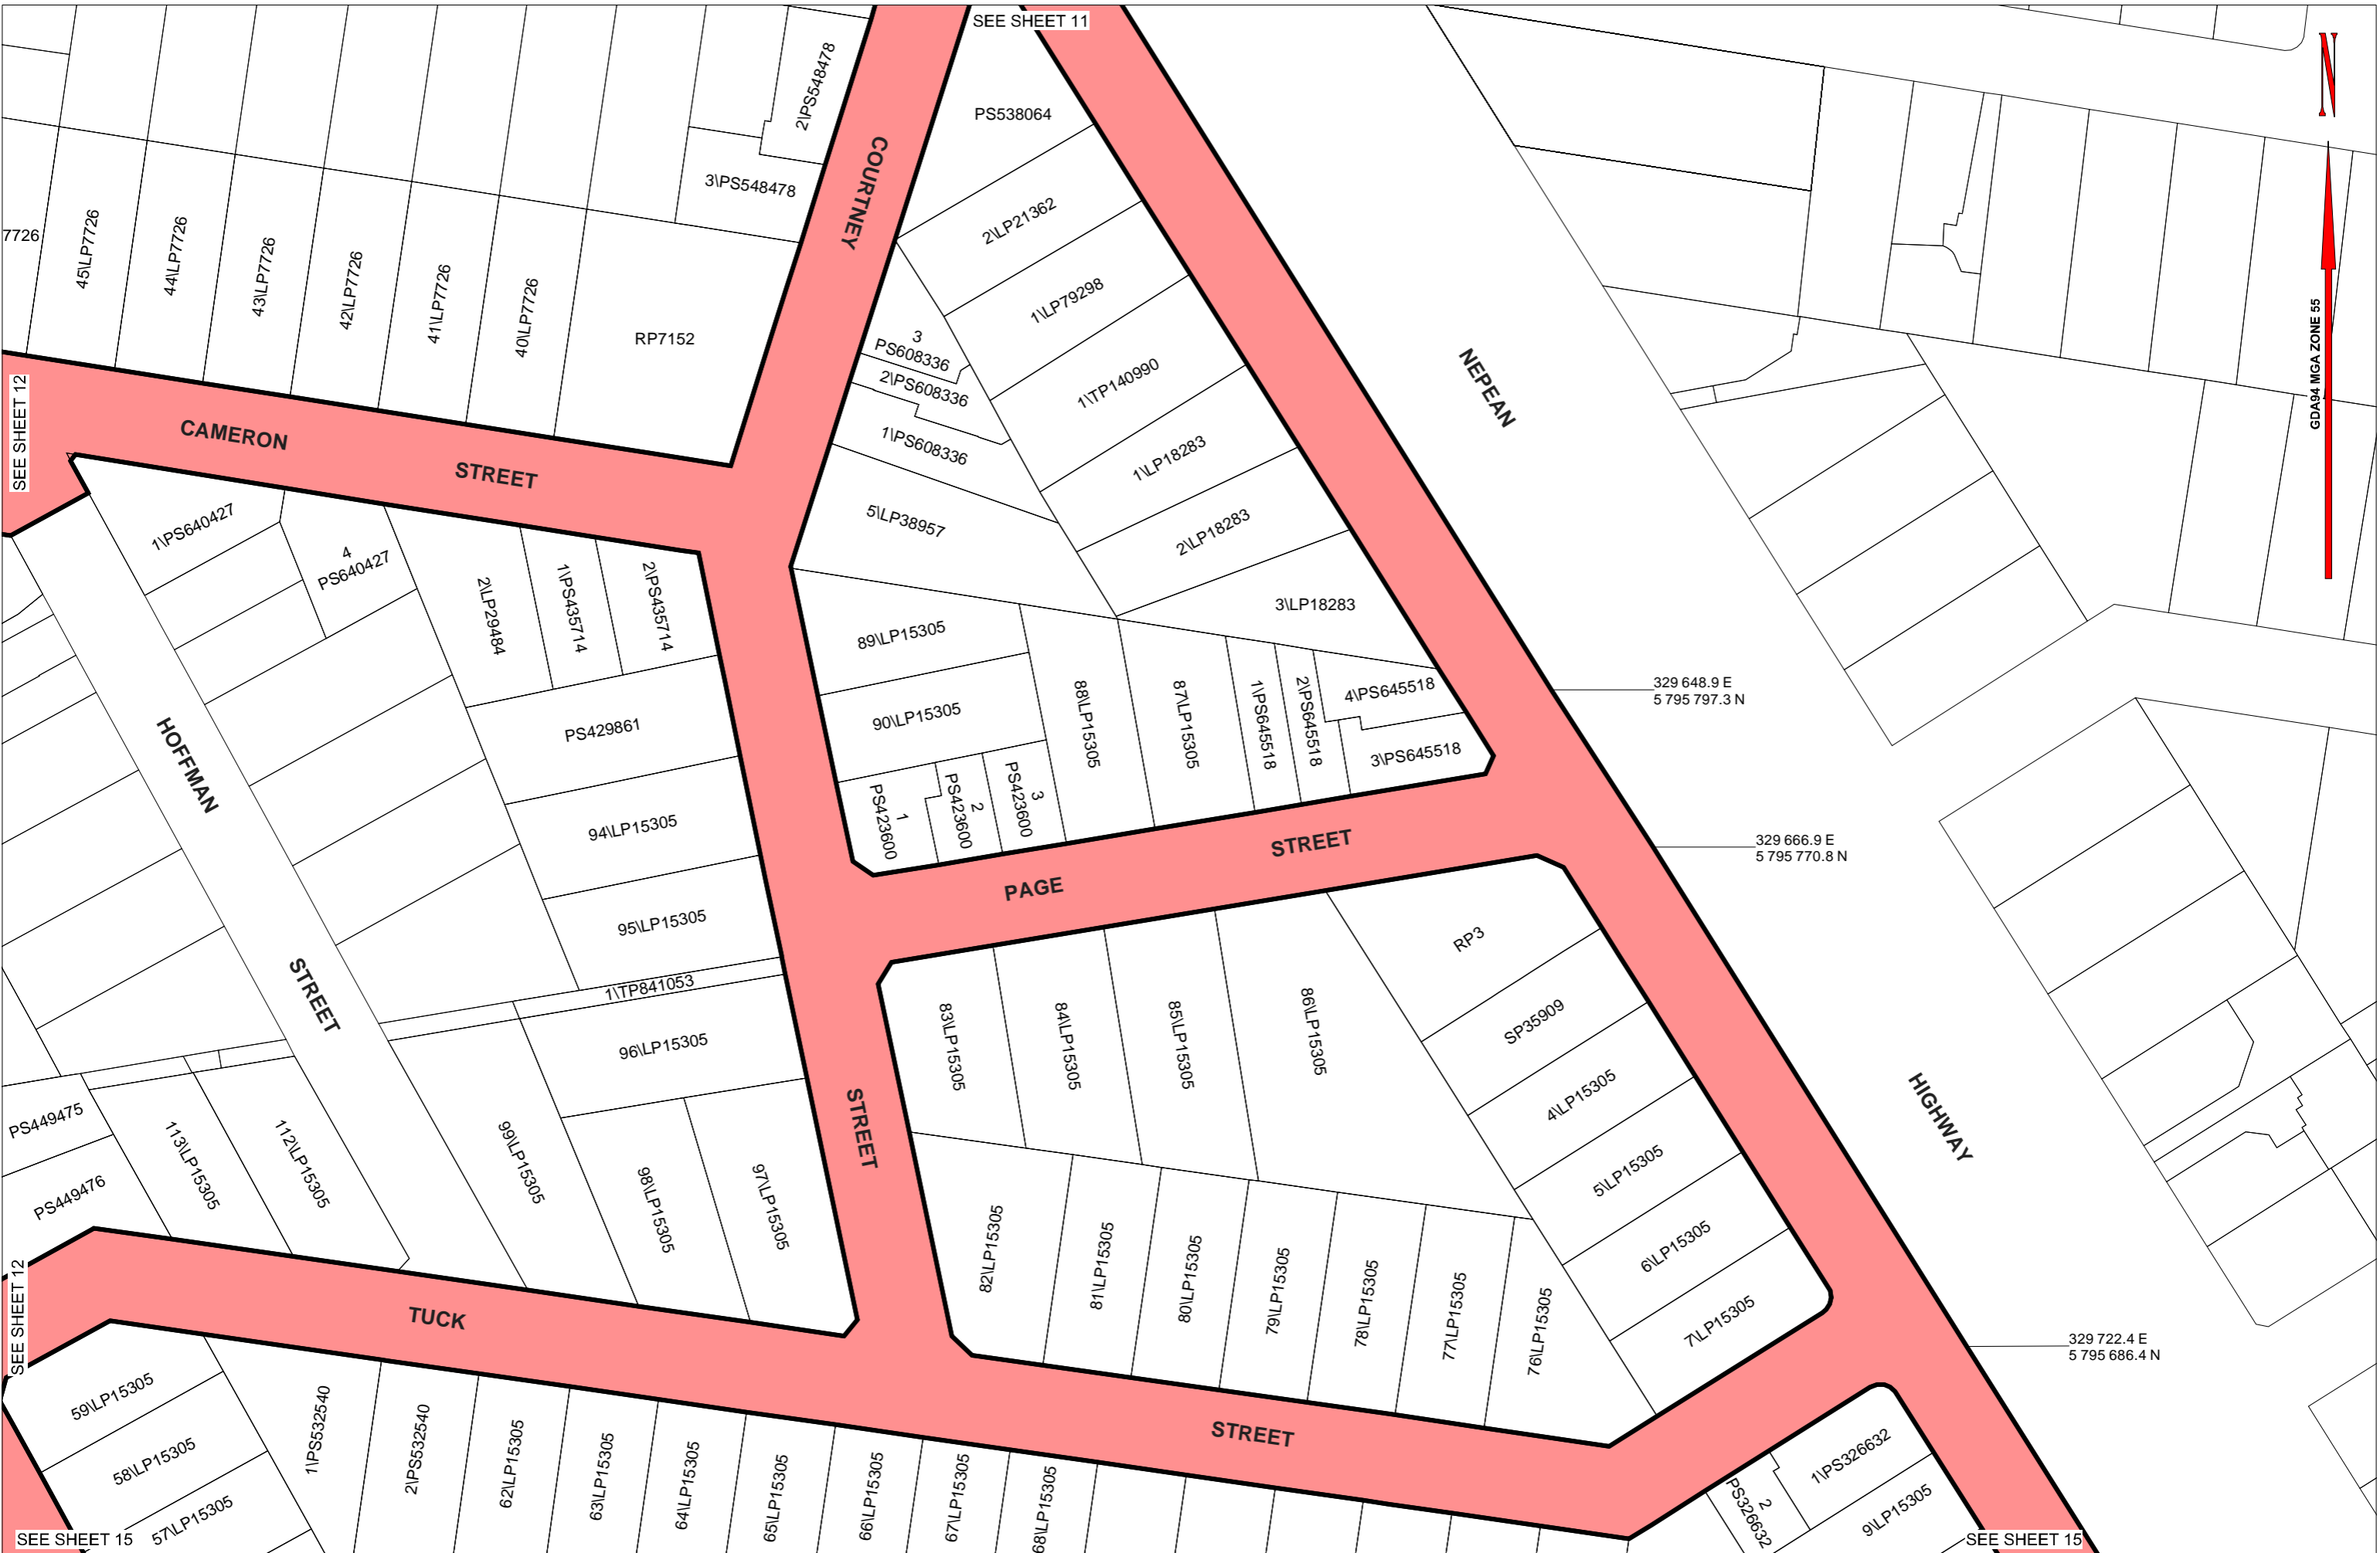 SEE SHEET 11
N
GDA94 MGA ZONE 55
2\PS548478
3\PS548478
COURTNEY
PS538064
2\LP21362
1\LP79298
1\TP140990
1\LP18283
2\LP18283
3\LP18283
NEPEAN
7726
45\LP7726
44\LP7726
43\LP7726
42\LP7726
41\LP7726
40\LP7726
RP7152
3
PS608336
2\PS608336
1\PS608336
5\LP38957
SEE SHEET 12
CAMERON
STREET
1\PS640427
4
PS640427
2\LP29484
1\PS435714
2\PS435714
89\LP15305
90\LP15305
88\LP15305
87\LP15305
1\PS645518
2\PS645518
4\PS645518
3\PS645518
329 648.9 E
5 795 797.3 N
HOFFMAN
PS429861
94\LP15305
95\LP15305
1
PS423600
2
PS423600
3
PS423600
STREET
PAGE
329 666.9 E
5 795 770.8 N
STREET
1\TP841053
96\LP15305
83\LP15305
84\LP15305
85\LP15305
86\LP15305
RP3
SP35909
4\LP15305
5\LP15305
6\LP15305
7\LP15305
HIGHWAY
PS449475
PS449476
113\LP15305
112\LP15305
99\LP15305
98\LP15305
97\LP15305
STREET
82\LP15305
81\LP15305
80\LP15305
79\LP15305
78\LP15305
77\LP15305
76\LP15305
329 722.4 E
5 795 686.4 N
SEE SHEET 12
TUCK
STREET
59\LP15305
58\LP15305
57\LP15305
1\PS532540
2\PS532540
62\LP15305
63\LP15305
64\LP15305
65\LP15305
66\LP15305
67\LP15305
68\LP15305
2
PS326632
1\PS326632
9\LP15305
SEE SHEET 15
SEE SHEET 15